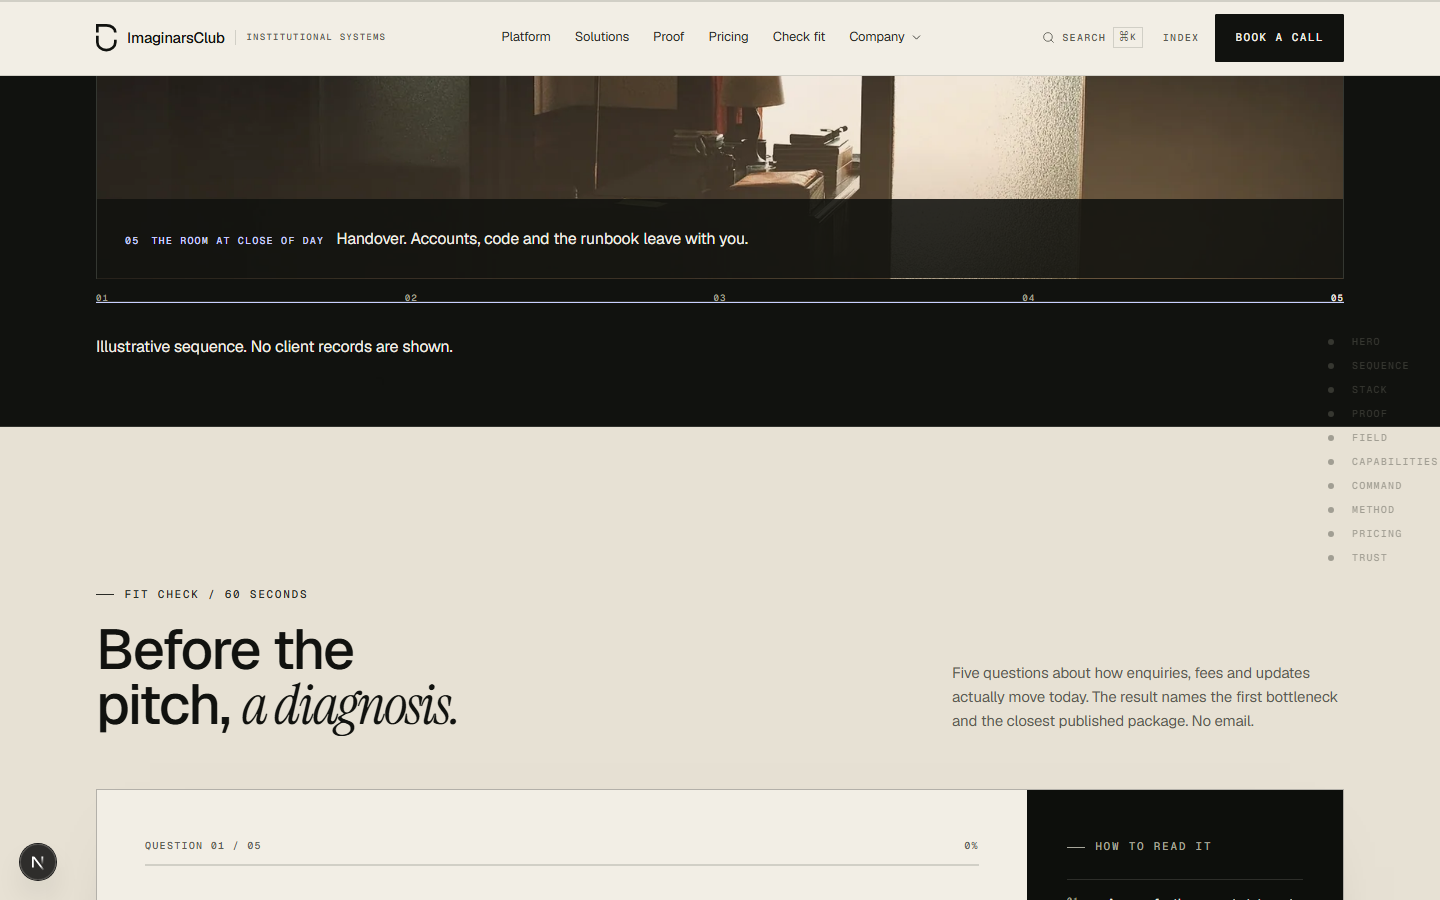 ImaginarsClub
INSTITUTIONAL SYSTEMS
Platform
Solutions
Proof
Pricing
Check fit
Company
SEARCH
⌘K
INDEX
BOOK A CALL
05 THE ROOM AT CLOSE OF DAY Handover. Accounts, code and the runbook leave with you.
01
02
03
04
05
Illustrative sequence. No client records are shown.
HERO
SEQUENCE
STACK
PROOF
FIELD
CAPABILITIES
COMMAND
METHOD
PRICING
TRUST
FIT CHECK / 60 SECONDS
Before the
pitch, a diagnosis.
Five questions about how enquiries, fees and updates
actually move today. The result names the first bottleneck
and the closest published package. No email.
QUESTION 01 / 05
0%
HOW TO READ IT
N